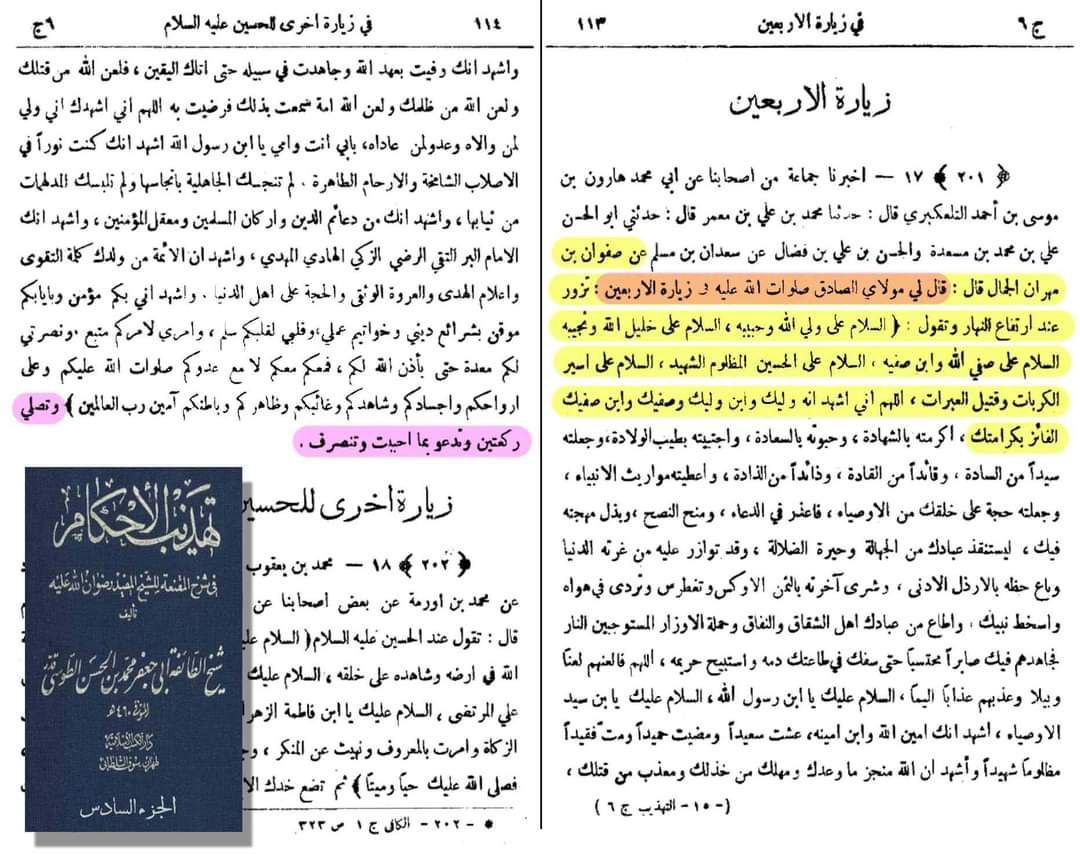 ج ٦ في زيارة الاربعين ١١٣
زيارة الاربعين
﴿ ٢٠١ ﴾ ١٧ — اخبرنا جماعة من اصحابنا عن ابي محمد هارون بن
موسى بن أحمد التلعكبري قال : حدثنا محمد بن علي بن معمر قال : حدثني ابو الحسن
علي بن محمد بن مسعدة والحسن بن علي بن فضال عن سعدان بن مسلم عن صفوان بن
مهران الجمال قال : قال لي مولاي الصادق صلوات الله عليه في زيارة الاربعين : تزور
عند ارتفاع النهار وتقول : ( السلام على ولي الله وحبيبه ، السلام على خليل الله ونجيبه
السلام على صفي الله وابن صفيه ، السلام على الحسين المظلوم الشهيد ، السلام على اسير
الكربات وقتيل العبرات ، اللهم اني اشهد انه وليك وابن وليك وصفيك وابن صفيك
الفائز بكرامتك ، اكرمته بالشهادة ، وحبوته بالسعادة ، واجتبيته بطيب الولادة ، وجعلته
سيداً من السادة ، وقائداً من القادة ، وذائداً من الذادة ، وأعطيته مواريث الانبياء ،
وجعلته حجة على خلقك من الاوصياء ، فاعذر في الدعاء ، ومنح النصح ، وبذل مهجته
فيك ، ليستنقذ عبادك من الجهالة وحيرة الضلالة ، وقد توازر عليه من غرته الدنيا
وباع حظه بالارذل الادنى ، وشرى آخرته بالثمن الاوكس وتغطرس وتردى في هواه
واسخط نبيك ، واطاع من عبادك اهل الشقاق والنفاق وحملة الاوزار المستوجبين النار
فجاهدهم فيك صابراً محتسباً حتى سفك في طاعتك دمه واستبيح حريمه ، اللهم فالعنهم لعناً
وبيلا وعذبهم عذاباً اليماً ، السلام عليك يا ابن رسول الله ، السلام عليك يا بن سيد
الاوصياء ، أشهد انك امين الله وابن امينه ، عشت سعيداً ومضيت حميداً ومت فقيداً
مظلوماً شهيداً وأشهد ان الله منجز ما وعدك ومهلك من خذلك ومعذب من قتلك ،
(-١٥- التهذيب ج ٦ )
١١٤ في زيارة اخرى للحسين عليه السلام ج٦
واشهد انك وفيت بعهد الله وجاهدت في سبيله حتى اتاك اليقين ، فلعن الله من قتلك
ولعن الله من ظلمك ولعن الله امة سمعت بذلك فرضيت به اللهم اني اشهدك اني ولي
لمن والاه وعدو لمن عاداه ، بابي انت وامي يا ابن رسول الله اشهد انك كنت نوراً في
الاصلاب الشامخة والارحام الطاهرة . لم تنجسك الجاهلية بانجاسها ولم تلبسك المدلهمات
من ثيابها ، واشهد انك من دعائم الدين واركان المسلمين ومعقل المؤمنين ، واشهد انك
الامام البر التقي الرضي الزكي الهادي المهدي ، واشهد ان الائمة من ولدك كلمة التقوى
واعلام الهدى والعروة الوثقى والحجة على اهل الدنيا . واشهد اني بكم مؤمن وبايابكم
موقن بشرائع ديني وخواتيم عملي ، وقلبي لقلبكم سلم ، وامري لامركم متبع . ونصرتي
لكم معدة حتى يأذن الله لكم ، فمعكم معكم لا مع عدوكم صلوات الله عليكم وعلى
ارواحكم واجسادكم وشاهدكم وغائبكم وظاهركم وباطنكم آمين رب العالمين ) وتصلي
ركعتين وتدعو بما احببت وتنصرف .
زيارة أخرى للحسين
﴿ ٢٠٢ ﴾ ١٨ — محمد بن يعقوب
عن محمد بن اورمة عن بعض اصحابنا عن
قال : تقول عند الحسين عليه السلام ( السلام
الله في ارضه وشاهده على خلقه ، السلام عليك
علي المرتضى ، السلام عليك يا ابن فاطمة
الزكاة وامرت بالمعروف ونهيت عن المنكر ،
فصلى الله عليك حياً وميتاً ) ثم تضع خدك
* — ٢٠٢ — الكافي ج ١ ص ٣٢٣
تهذيب الأحكام
في شرح المقنعة للشيخ المفيد رضوان الله عليه
تأليف
شيخ الطائفة أبي جعفر محمد بن الحسن الطوسي قدس
المتوفى ٤٦٠ هـ
دار الكتب الإسلامية
طهران سوق السلطاني
الجزء السادس